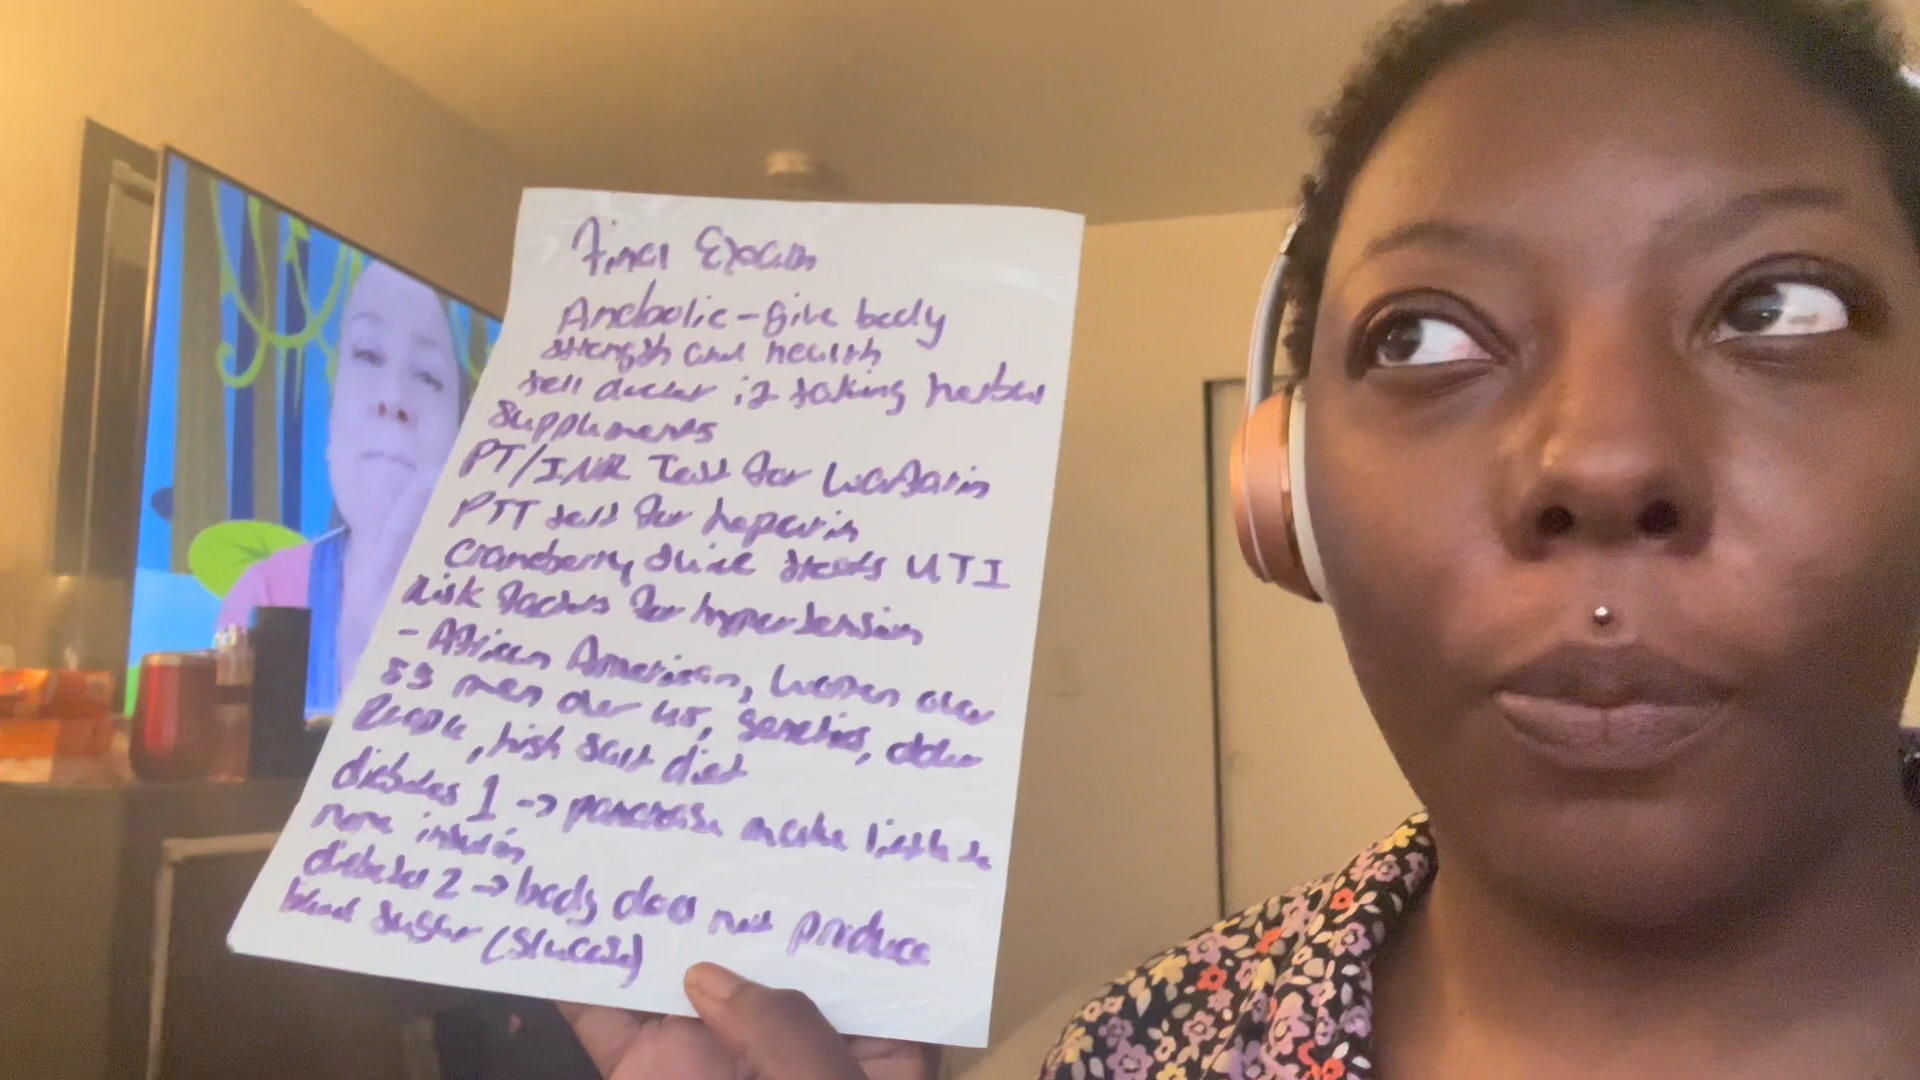 Final Exam
Anabolic - give body
strength and health
tell doctor if taking herbal
supplements
PT/INR Test for Warfarin
PTT test for heparin
Craneberry Juice treats UTI
Risk factors for hypertension
- African American, Women over
55 men over 45, genetics, older
people, high salt diet
diabetes 1 -> pancreas make little to
none insulin
diabetes 2 -> body does not produce
blood sugar (glucose)